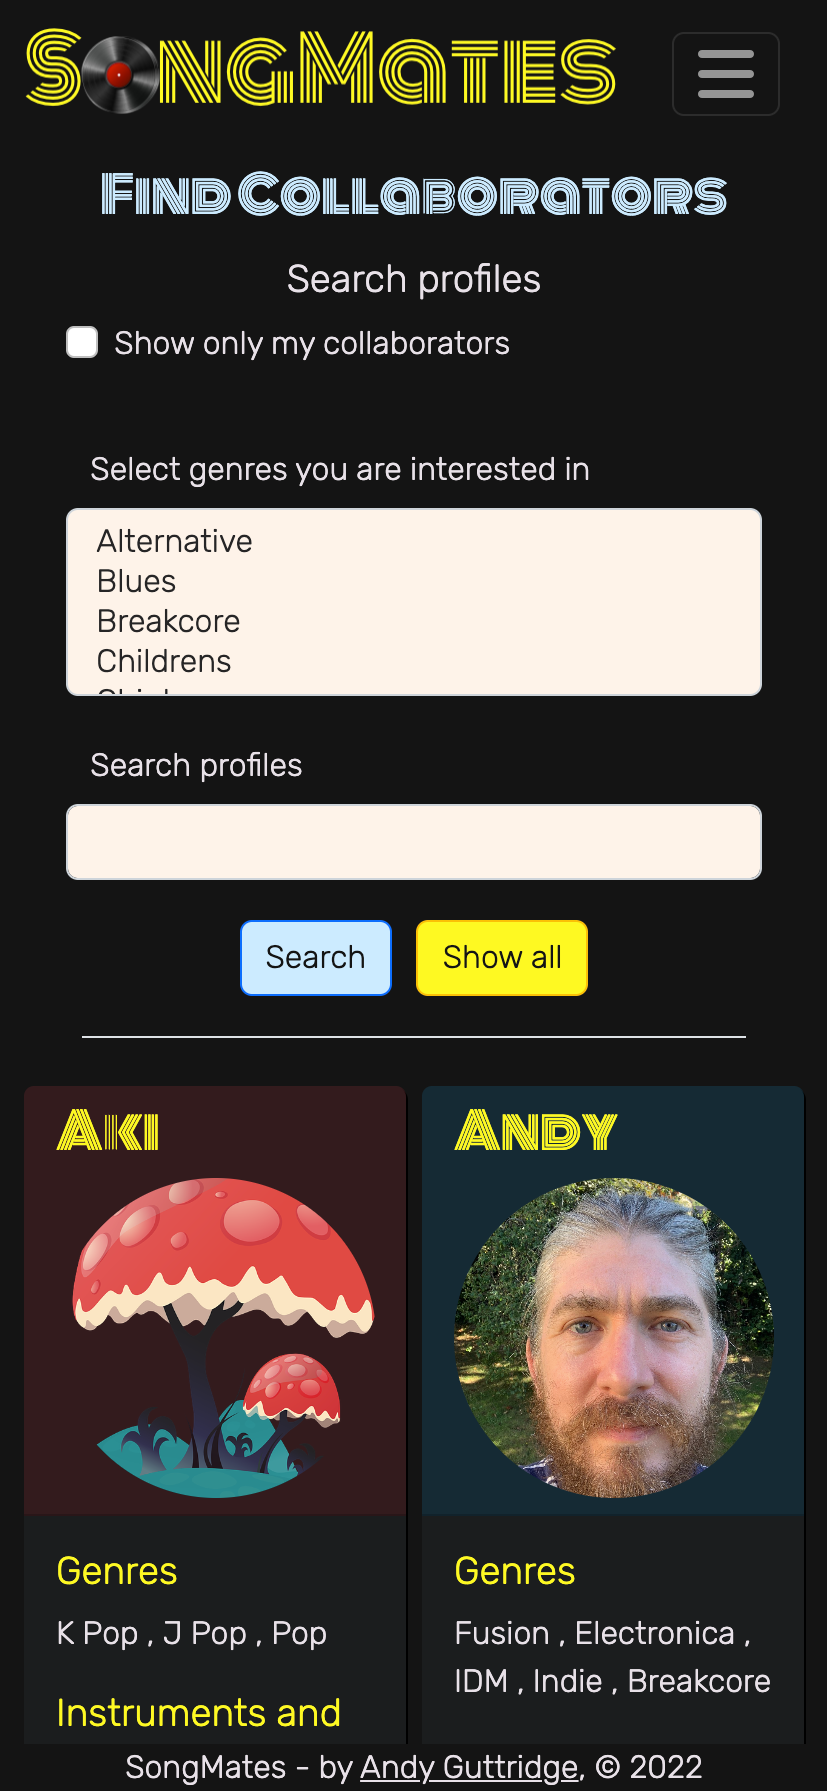 SongMates
Find Collaborators
Search profiles
Show only my collaborators
Select genres you are interested in
Alternative
Blues
Breakcore
Childrens
Search profiles
Search
Show all
Aki
Andy
Genres
K Pop , J Pop , Pop
Instruments and
Genres
Fusion , Electronica ,
IDM , Indie , Breakcore
SongMates - by Andy Guttridge, © 2022